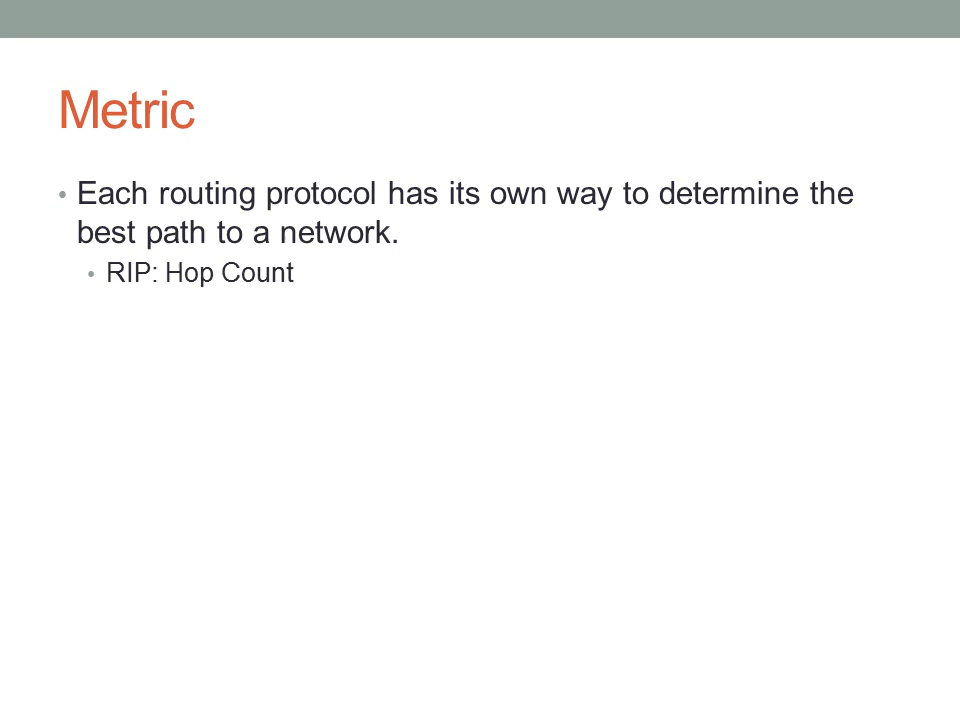 Metric
• Each routing protocol has its own way to determine the
best path to a network.
• RIP: Hop Count